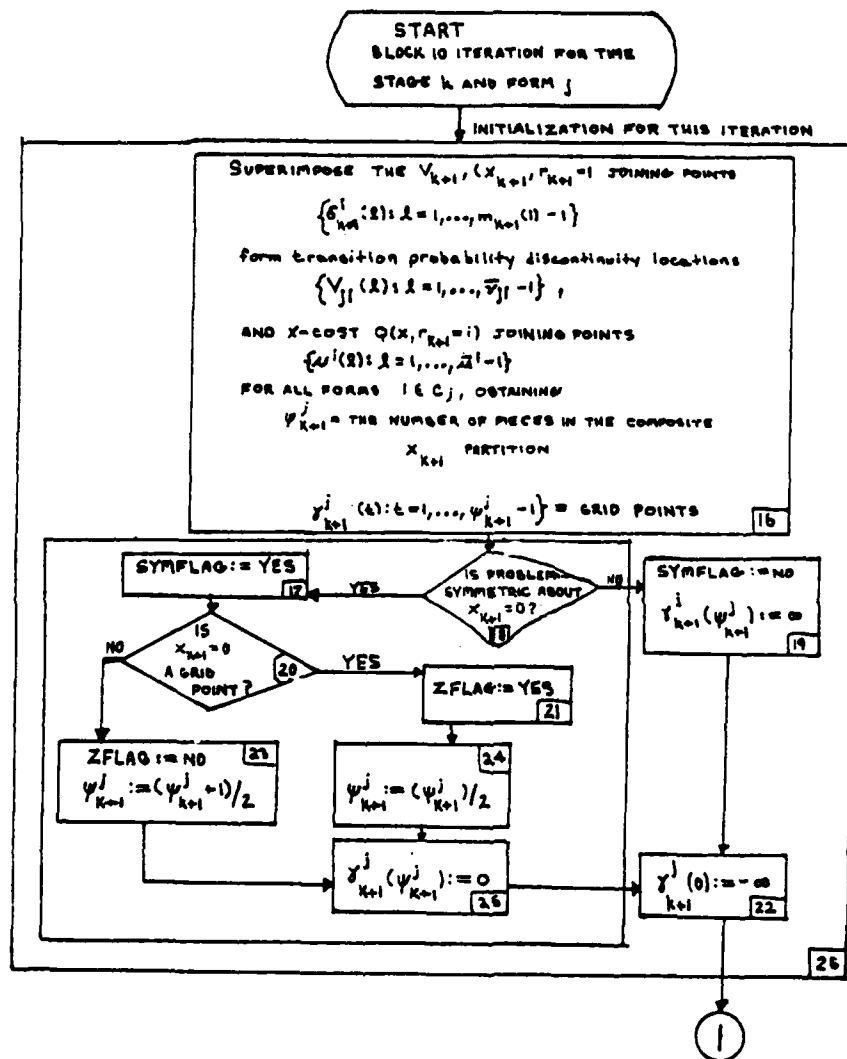 START
BLOCK 10 ITERATION FOR TIME
STAGE k AND FORM j
INITIALIZATION FOR THIS ITERATION
SUPERIMPOSE THE V_{k+1}, (x_{k+1}, r_{k+1}=i JOINING POINTS
{δ^i_{k+1}(l): l = 1,..., m_{k+1}(i) - 1}
form transition probability discontinuity locations
{V_{ji}(l): l = 1,..., ν̄_{ji} - 1},
AND X-COST Q(x, r_{k+1}=i) JOINING POINTS
{μ^i(l): l = 1,..., μ̄^i - 1}
FOR ALL FORMS i ∈ C_j, OBTAINING
ψ^j_{k+1} = THE NUMBER OF PIECES IN THE COMPOSITE
x_{k+1} PARTITION
γ^j_{k+1}(t): t = 1,..., ψ^j_{k+1} - 1} = GRID POINTS
16
SYMFLAG := YES
17
YES
IS PROBLEM
SYMMETRIC ABOUT
x_{k+1} = 0?
18
NO
SYMFLAG := NO
γ^j_{k+1}(ψ^j_{k+1}) := ∞
19
NO
IS
x_{k+1} = 0
A GRID
POINT?
20
YES
ZFLAG := YES
21
ZFLAG := NO
23
ψ^j_{k+1} := (ψ^j_{k+1} + 1)/2
24
ψ^j_{k+1} := (ψ^j_{k+1})/2
γ^j_{k+1}(ψ^j_{k+1}) := 0
25
γ^j_{k+1}(0) := -∞
22
26
1